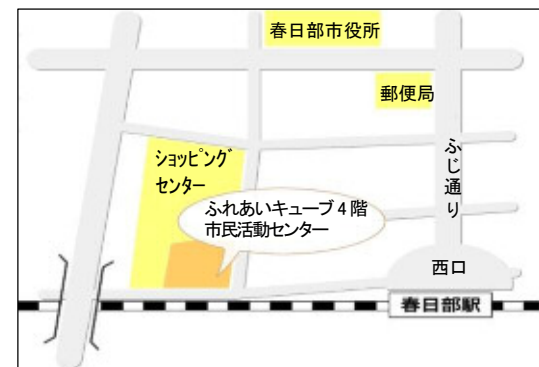 春日部市役所
郵便局
ｼｮｯﾋﾟﾝｸﾞ
センター
ふじ通り
ふれあいキューブ４階
市民活動センター
西口
春日部駅